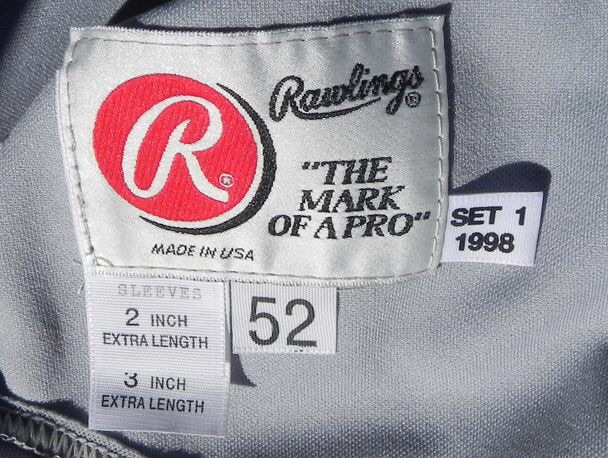 Rawlings®
R®
"THE
MARK
OF A PRO"
MADE IN USA
SET 1
1998
SLEEVES
2 INCH
EXTRA LENGTH
3 INCH
EXTRA LENGTH
52